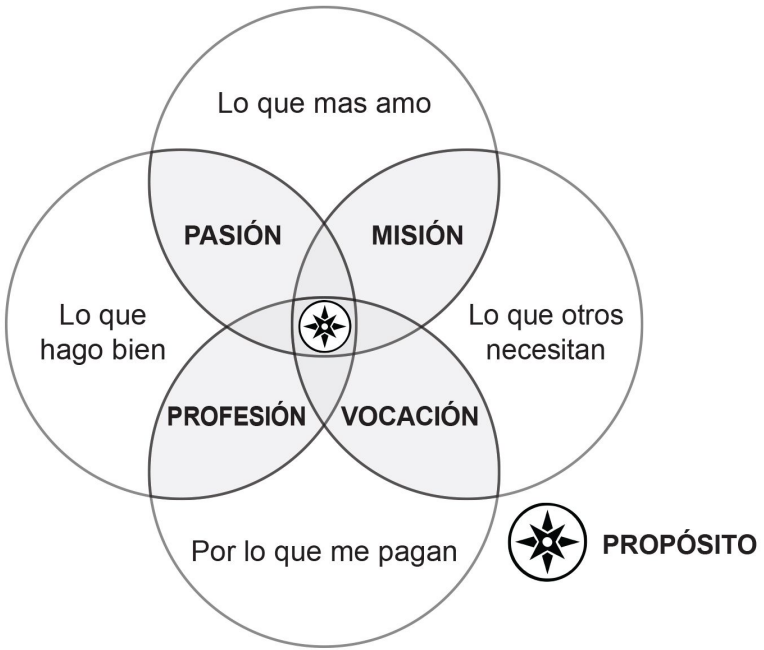 Lo que mas amo
PASIÓN
MISIÓN
Lo que
hago bien
Lo que otros
necesitan
PROFESIÓN
VOCACIÓN
Por lo que me pagan
PROPÓSITO